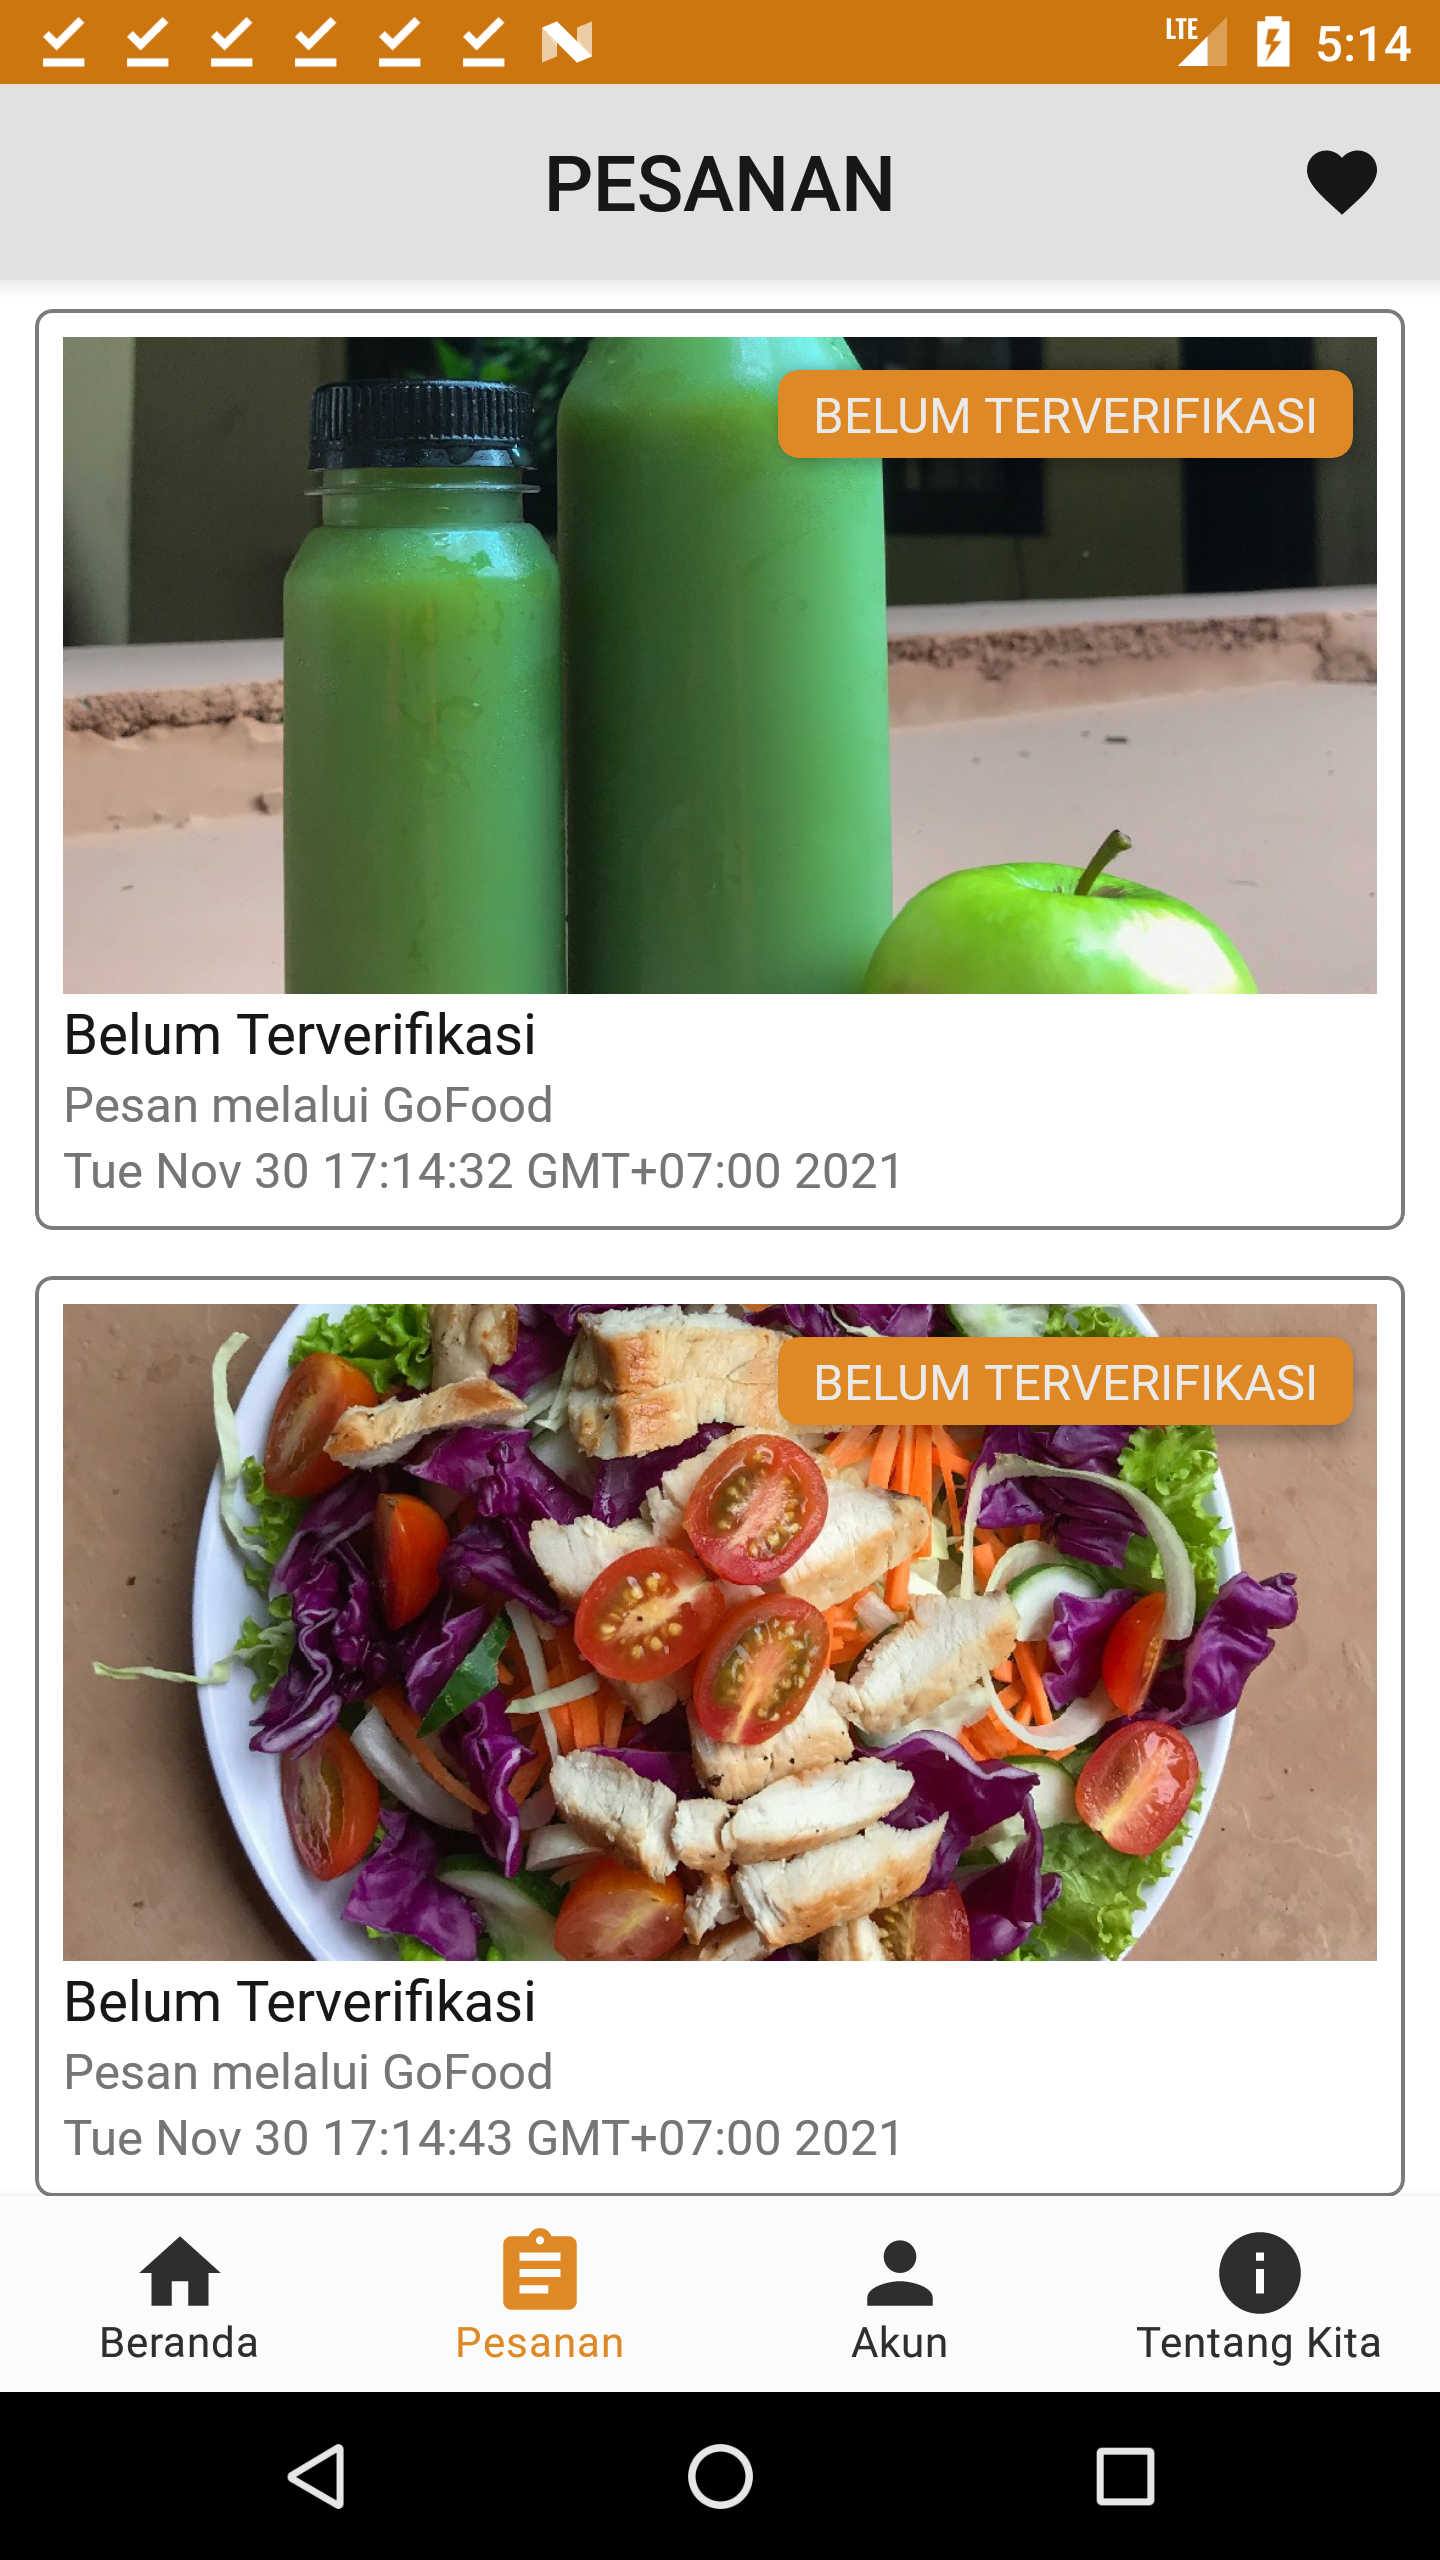 LTE 5:14
PESANAN
BELUM TERVERIFIKASI
Belum Terverifikasi
Pesan melalui GoFood
Tue Nov 30 17:14:32 GMT+07:00 2021
BELUM TERVERIFIKASI
Belum Terverifikasi
Pesan melalui GoFood
Tue Nov 30 17:14:43 GMT+07:00 2021
Beranda Pesanan Akun Tentang Kita